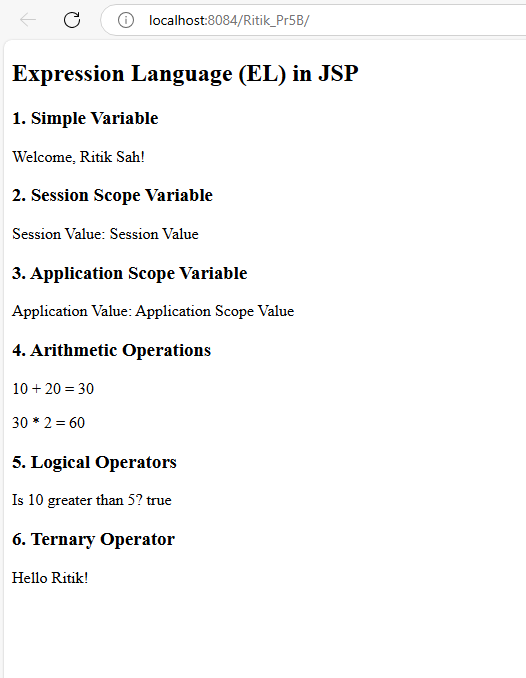 localhost:8084/Ritik_Pr5B/
Expression Language (EL) in JSP
1. Simple Variable
Welcome, Ritik Sah!
2. Session Scope Variable
Session Value: Session Value
3. Application Scope Variable
Application Value: Application Scope Value
4. Arithmetic Operations
10 + 20 = 30
30 * 2 = 60
5. Logical Operators
Is 10 greater than 5? true
6. Ternary Operator
Hello Ritik!